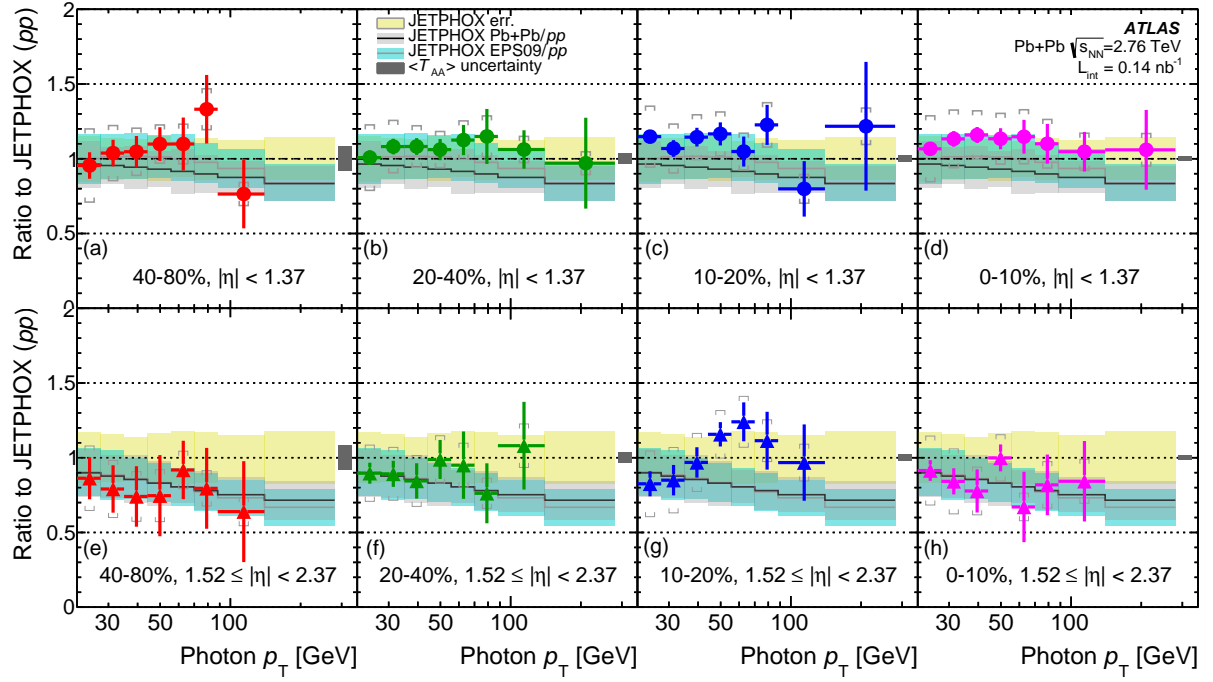 JETPHOX err.
JETPHOX Pb+Pb/pp
JETPHOX EPS09/pp
<T_AA> uncertainty
ATLAS
Pb+Pb √s_NN=2.76 TeV
L_int = 0.14 nb⁻¹
Ratio to JETPHOX (pp)
2
1.5
1
0.5
0
(a)
40-80%, |η| < 1.37
(b)
20-40%, |η| < 1.37
(c)
10-20%, |η| < 1.37
(d)
0-10%, |η| < 1.37
Ratio to JETPHOX (pp)
2
1.5
1
0.5
1
(e)
40-80%, 1.52 ≤ |η| < 2.37
(f)
20-40%, 1.52 ≤ |η| < 2.37
(g)
10-20%, 1.52 ≤ |η| < 2.37
(h)
0-10%, 1.52 ≤ |η| < 2.37
30 50 100
30 50 100
30 50 100
30 50 100
Photon p_T [GeV]
Photon p_T [GeV]
Photon p_T [GeV]
Photon p_T [GeV]